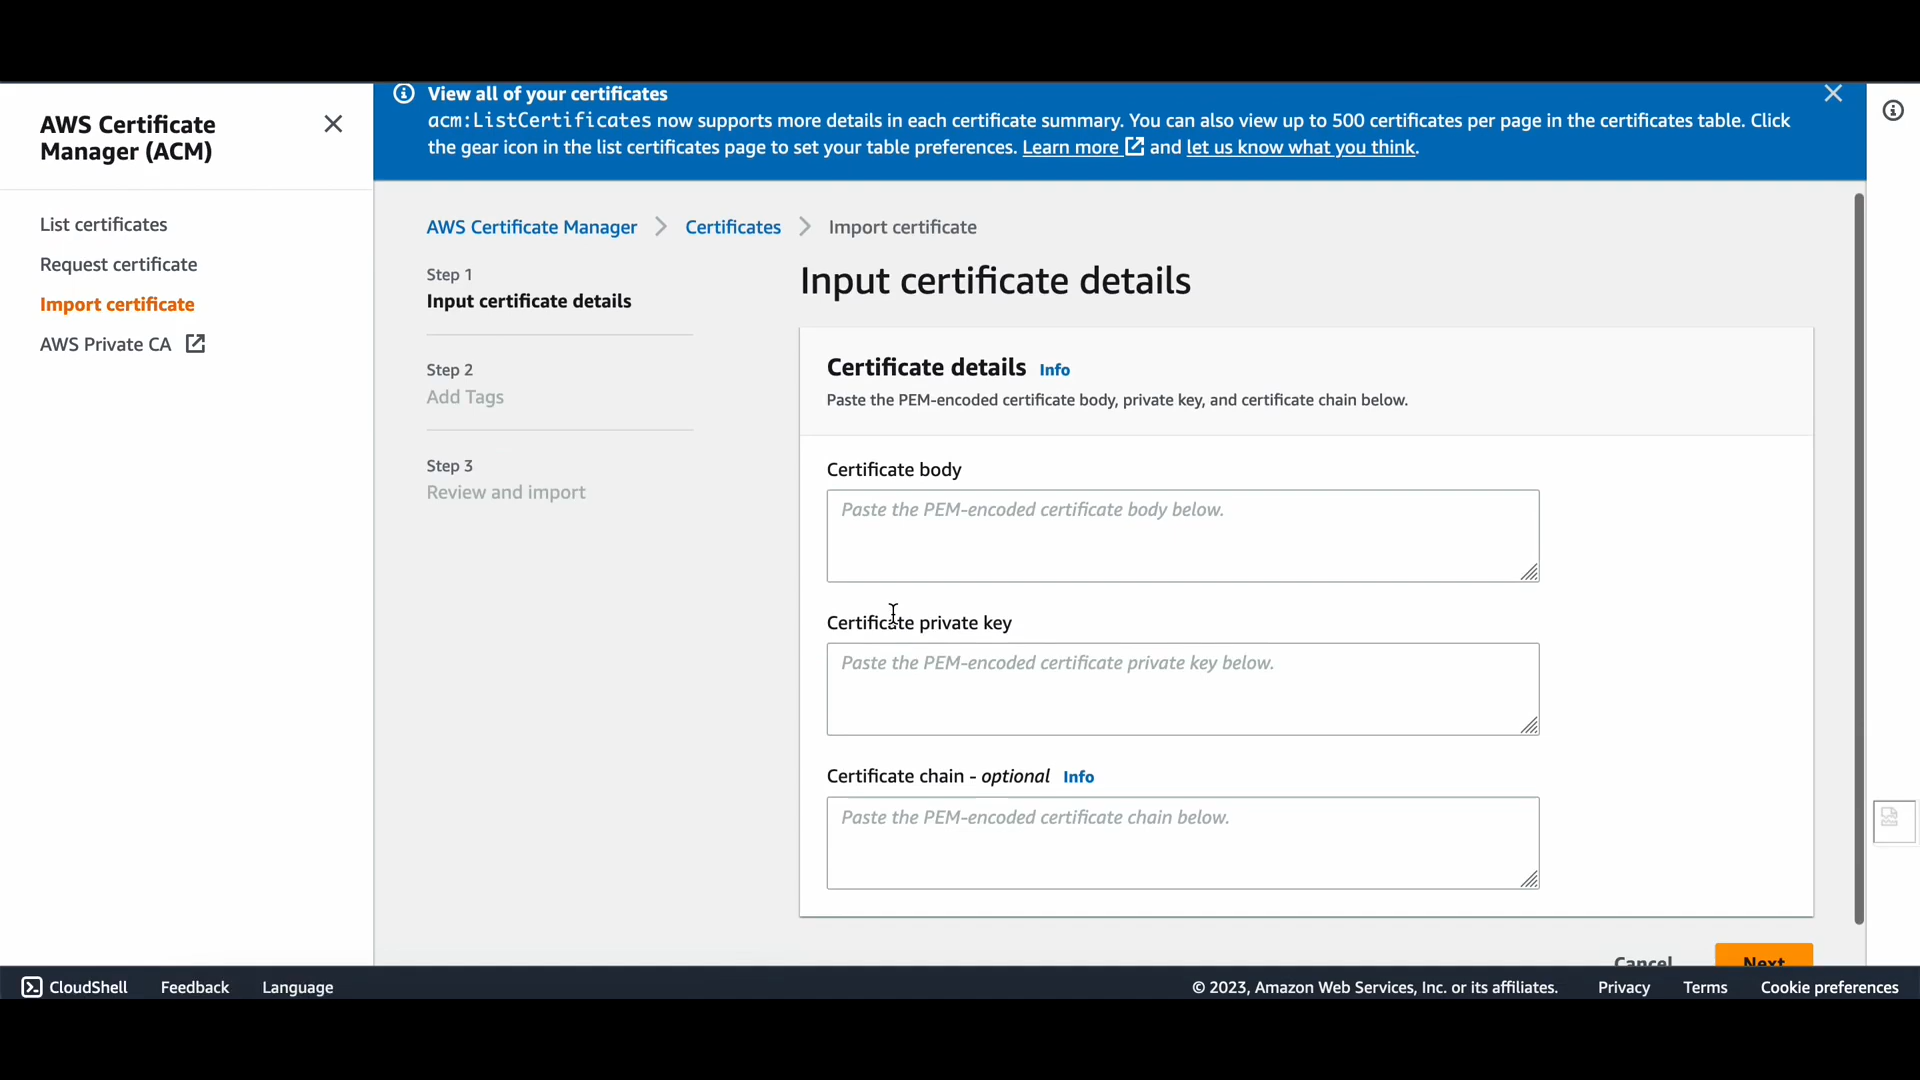 AWS Certificate
Manager (ACM)
List certificates
Request certificate
Import certificate
AWS Private CA
View all of your certificates
acm:ListCertificates now supports more details in each certificate summary. You can also view up to 500 certificates per page in the certificates table. Click
the gear icon in the list certificates page to set your table preferences. Learn more and let us know what you think.
AWS Certificate Manager
Certificates
Import certificate
Step 1
Input certificate details
Step 2
Add Tags
Step 3
Review and import
Input certificate details
Certificate details Info
Paste the PEM-encoded certificate body, private key, and certificate chain below.
Certificate body
Paste the PEM-encoded certificate body below.
Certificate private key
Paste the PEM-encoded certificate private key below.
Certificate chain - optional Info
Paste the PEM-encoded certificate chain below.
Cancel
Next
CloudShell
Feedback
Language
© 2023, Amazon Web Services, Inc. or its affiliates.
Privacy
Terms
Cookie preferences